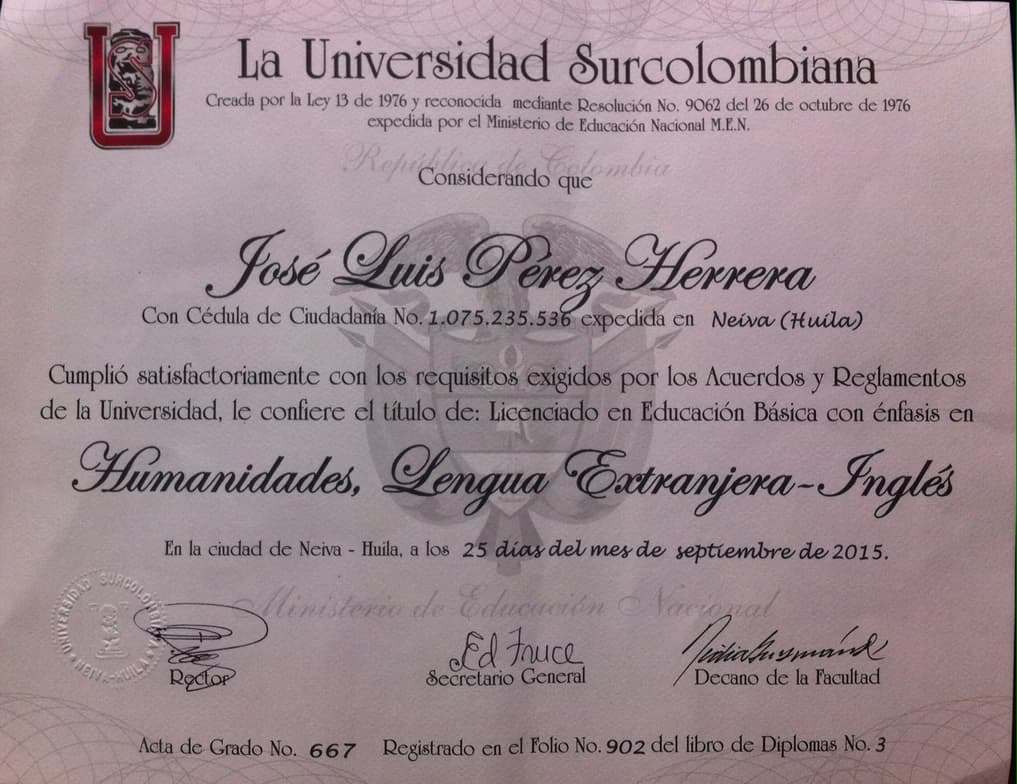 La Universidad Surcolombiana
Creada por la Ley 13 de 1976 y reconocida mediante Resolución No. 9062 del 26 de octubre de 1976
expedida por el Ministerio de Educación Nacional M.E.N.
República de Colombia
Considerando que
José Luis Pérez Herrera
Con Cédula de Ciudadanía No. 1.075.235.536 expedida en Neiva (Huila)
Cumplió satisfactoriamente con los requisitos exigidos por los Acuerdos y Reglamentos
de la Universidad, le confiere el título de: Licenciado en Educación Básica con énfasis en
Humanidades, Lengua Extranjera-Inglés
En la ciudad de Neiva - Huila, a los 25 días del mes de septiembre de 2015.
Ministerio de Educación Nacional
UNIVERSIDAD SURCOLOMBIANA
NEIVA-HUILA
Rector
Secretario General
Decano de la Facultad
Acta de Grado No. 667 Registrado en el Folio No. 902 del libro de Diplomas No. 3